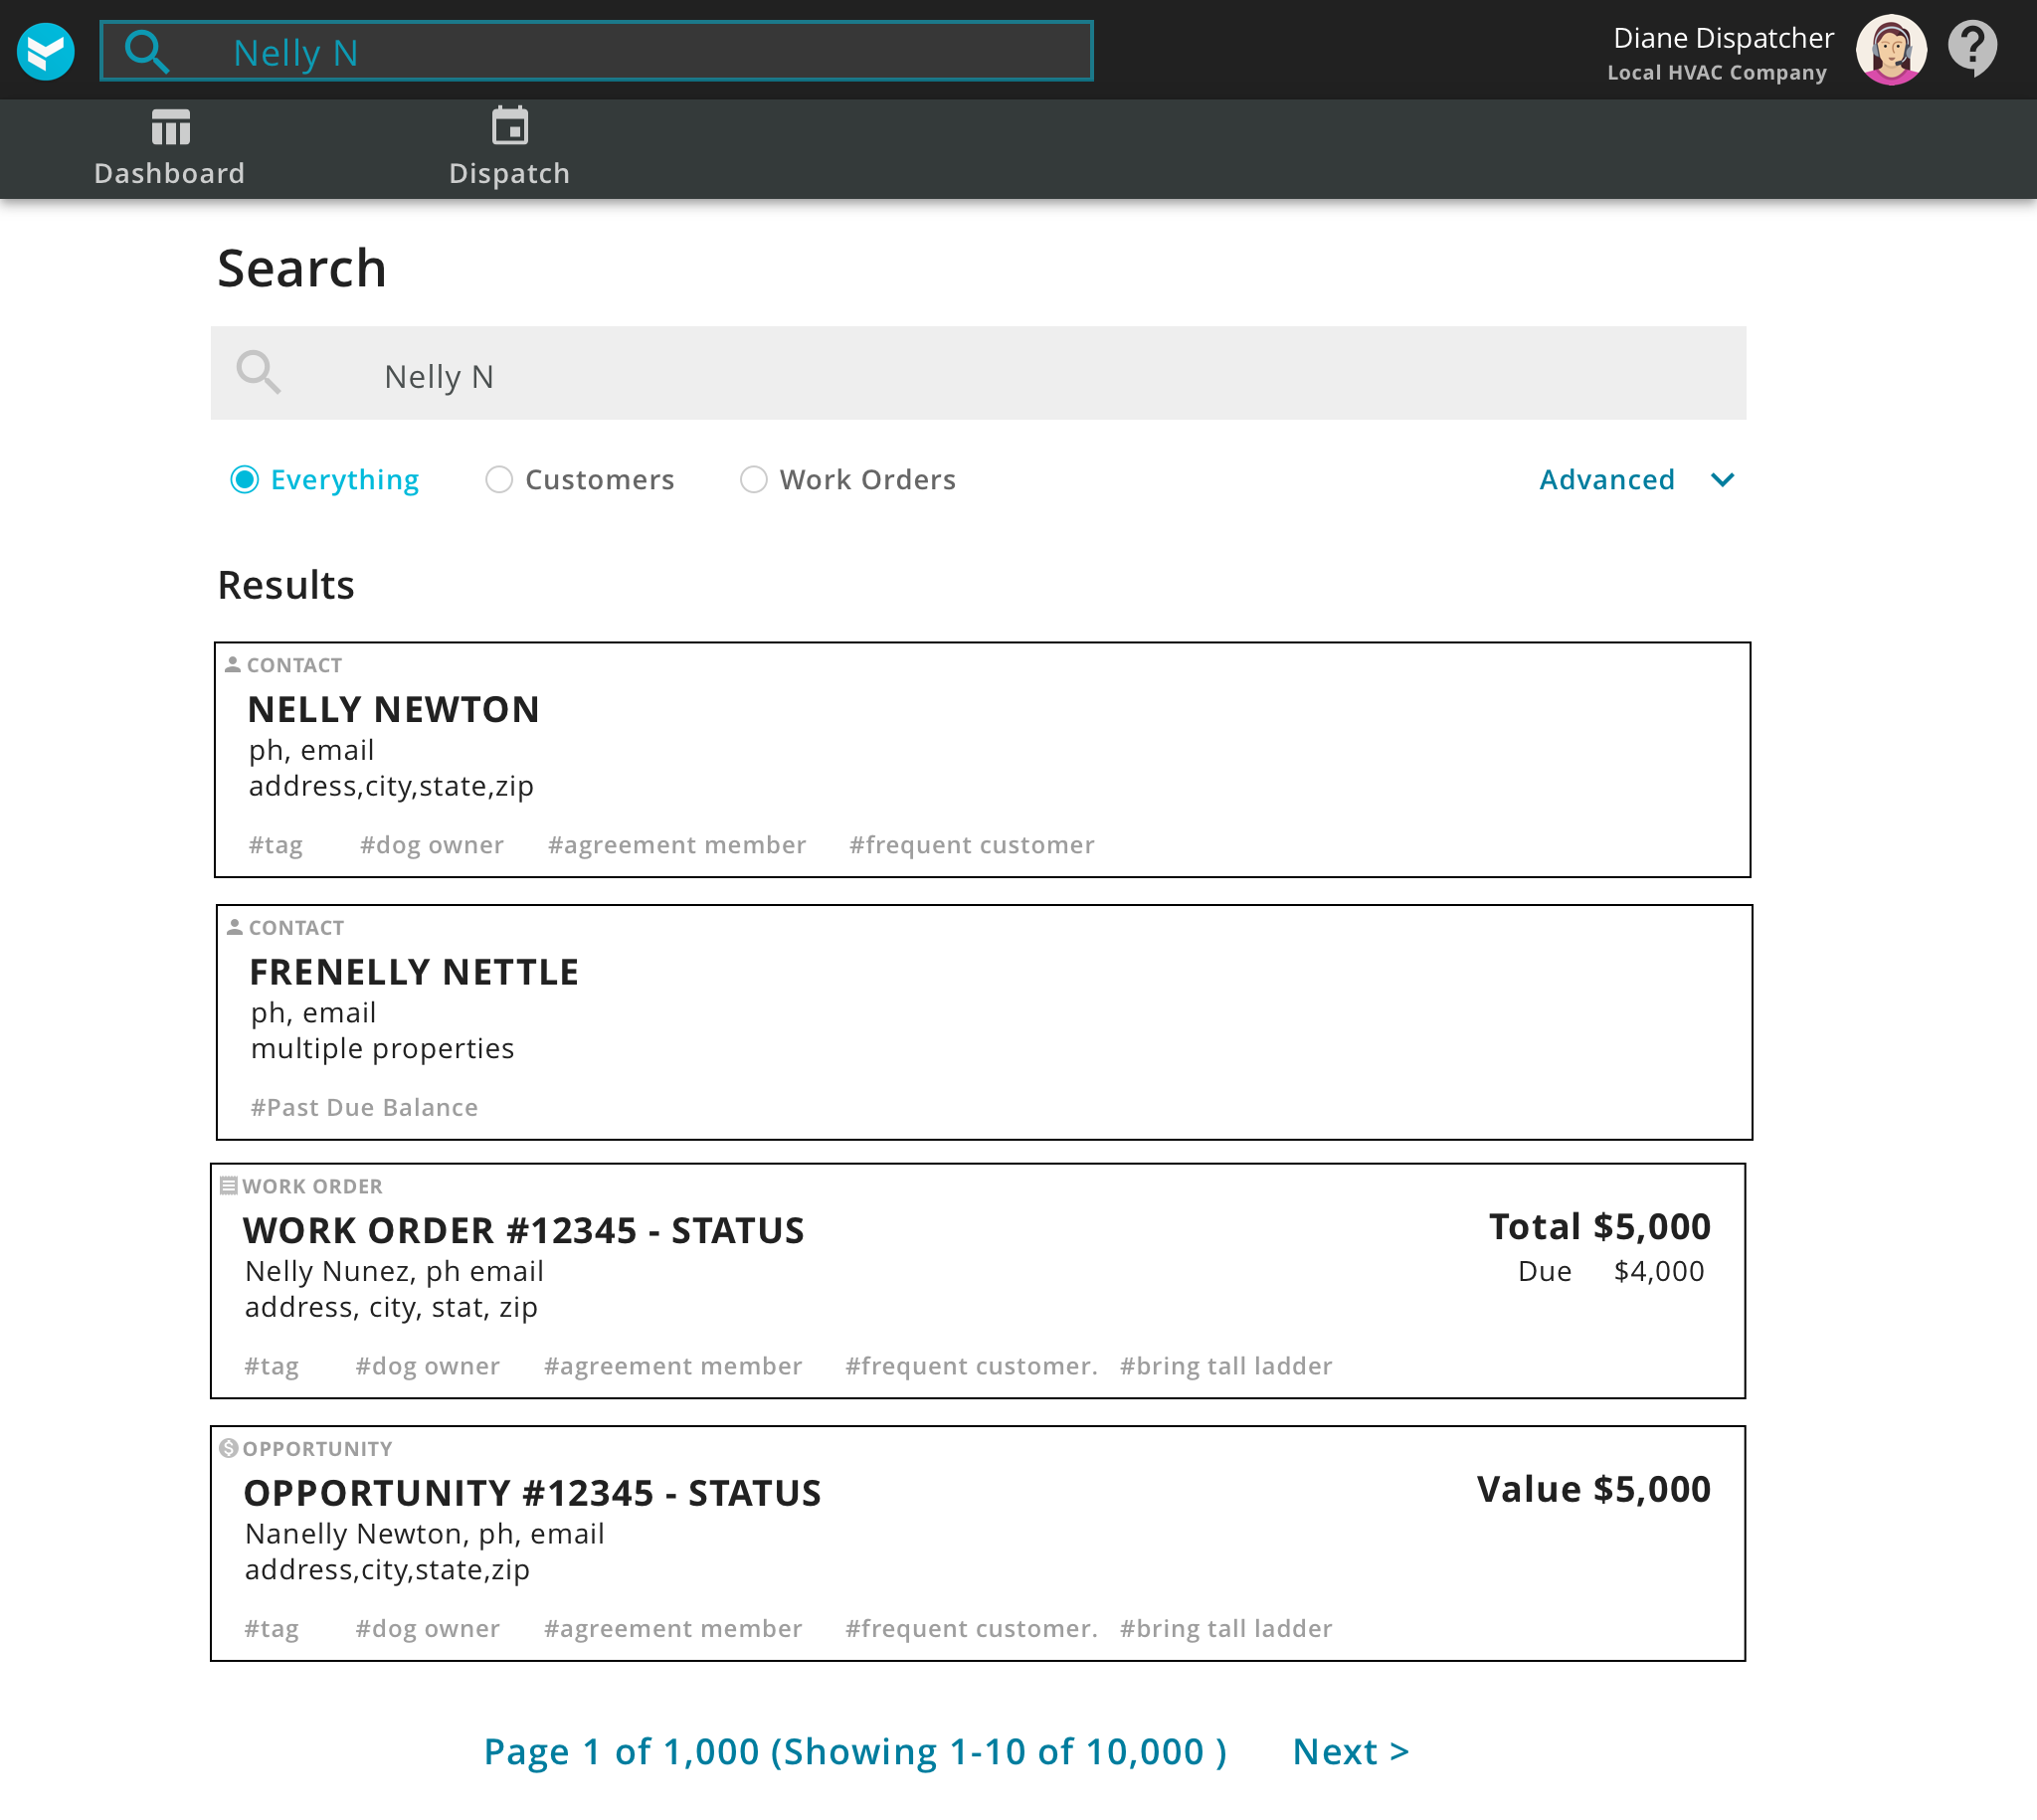 Nelly N
Diane Dispatcher
Local HVAC Company
Dashboard
Dispatch
Search
Nelly N
Everything Customers Work Orders Advanced
Results
CONTACT
NELLY NEWTON
ph, email
address,city,state,zip
#tag #dog owner #agreement member #frequent customer
CONTACT
FRENELLY NETTLE
ph, email
multiple properties
#Past Due Balance
WORK ORDER
WORK ORDER #12345 - STATUS Total $5,000
Nelly Nunez, ph email Due $4,000
address, city, stat, zip
#tag #dog owner #agreement member #frequent customer. #bring tall ladder
OPPORTUNITY
OPPORTUNITY #12345 - STATUS Value $5,000
Nanelly Newton, ph, email
address,city,state,zip
#tag #dog owner #agreement member #frequent customer. #bring tall ladder
Page 1 of 1,000 (Showing 1-10 of 10,000 ) Next >